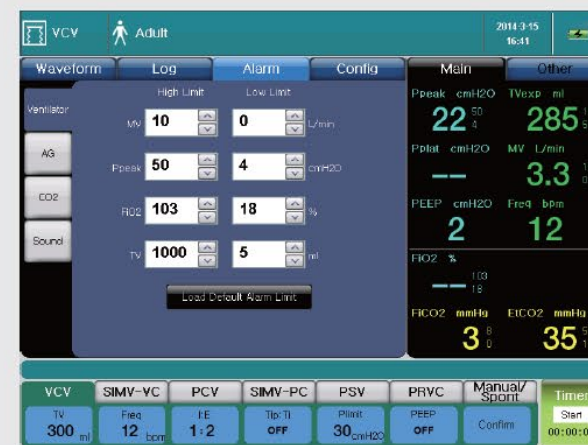 VCV Adult 2014-3-15
16:41
Waveform Log Alarm Config Main Other
High Limit Low Limit
Ventilator
AG
CO2
Sound
MV 10 0 L/min
Ppeak 50 4 cmH2O
FiO2 103 18 %
TV 1000 5 ml
Load Default Alarm Limit
Ppeak cmH2O TVexp ml
22 50 4 285
Pplat cmH2O MV L/min
-- 3.3
PEEP cmH2O Freq bpm
2 12
FiO2 %
-- 103 18
FiCO2 mmHg EtCO2 mmHg
3 8 0 35
VCV SIMV-VC PCV SIMV-PC PSV PRVC Manual/Spont Timer
TV Freq I:E Tip:Ti Plimit PEEP Confirm Start
300 ml 12 bpm 1:2 OFF 30 cmH2O OFF